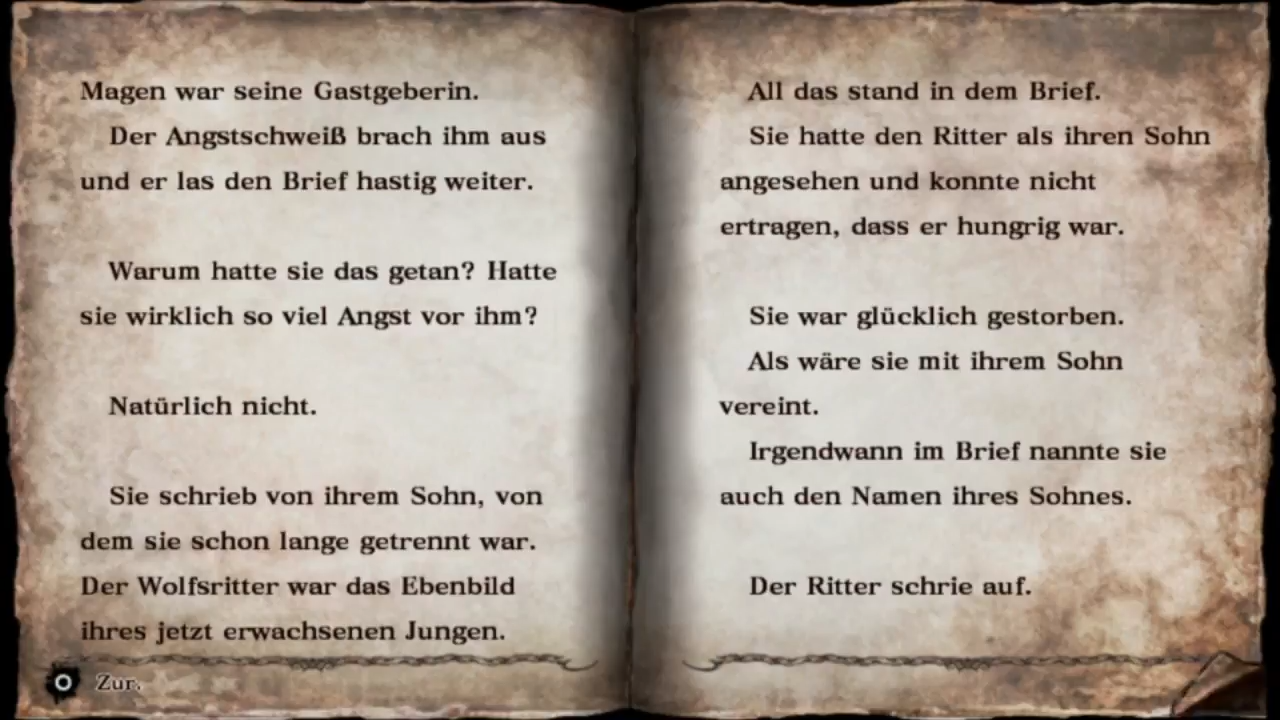 Magen war seine Gastgeberin.
Der Angstschweiß brach ihm aus
und er las den Brief hastig weiter.
Warum hatte sie das getan? Hatte
sie wirklich so viel Angst vor ihm?
Natürlich nicht.
Sie schrieb von ihrem Sohn, von
dem sie schon lange getrennt war.
Der Wolfsritter war das Ebenbild
ihres jetzt erwachsenen Jungen.
All das stand in dem Brief.
Sie hatte den Ritter als ihren Sohn
angesehen und konnte nicht
ertragen, dass er hungrig war.
Sie war glücklich gestorben.
Als wäre sie mit ihrem Sohn
vereint.
Irgendwann im Brief nannte sie
auch den Namen ihres Sohnes.
Der Ritter schrie auf.
Zur.